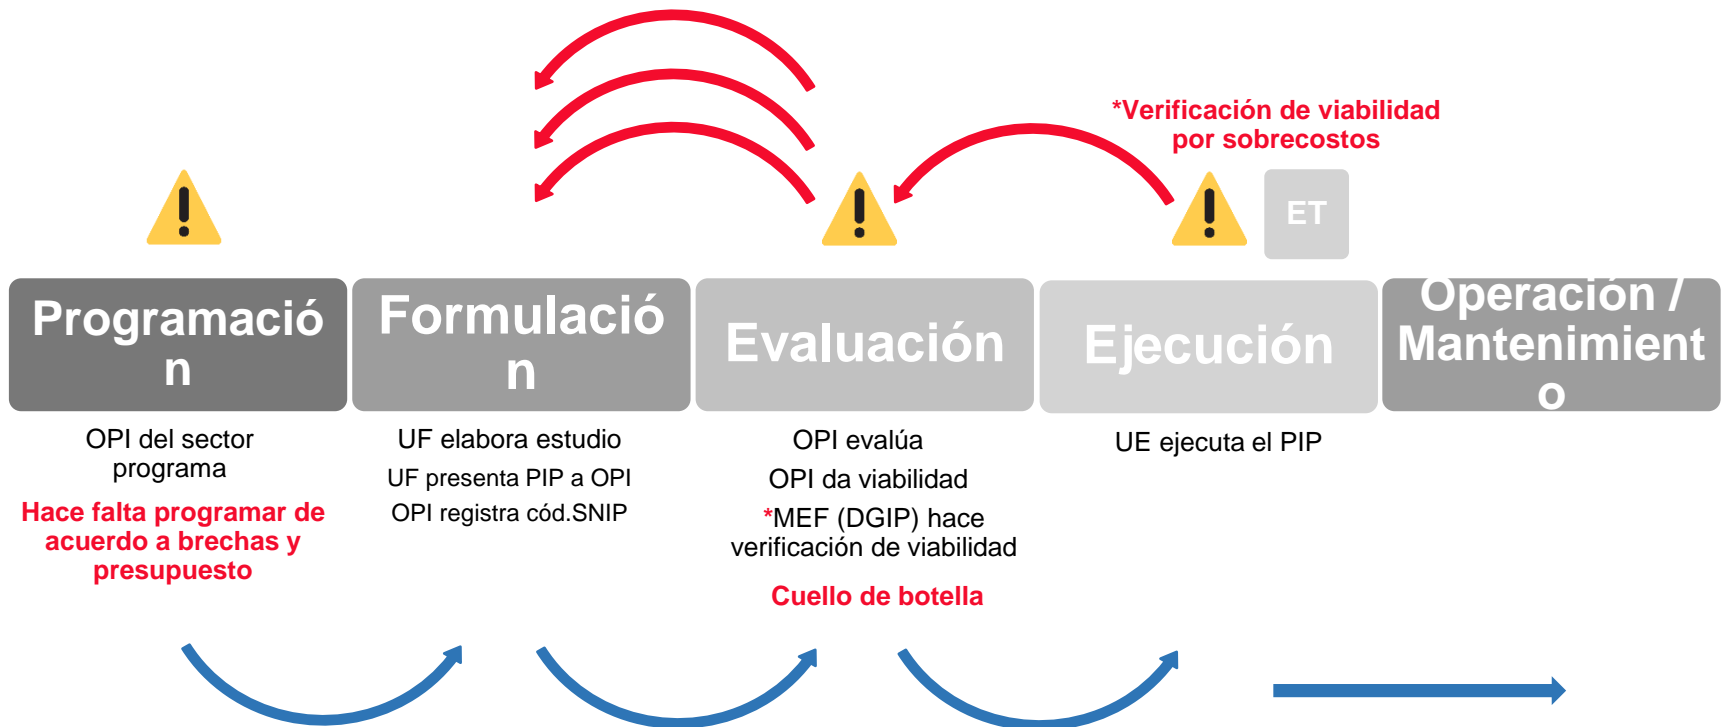 *Verificación de viabilidad
por sobrecostos
ET
Programació
n
Formulació
n
Evaluación
Ejecución
Operación /
Mantenimient
o
OPI del sector
programa
Hace falta programar de
acuerdo a brechas y
presupuesto
UF elabora estudio
UF presenta PIP a OPI
OPI registra cód.SNIP
OPI evalúa
OPI da viabilidad
*MEF (DGIP) hace
verificación de viabilidad
Cuello de botella
UE ejecuta el PIP